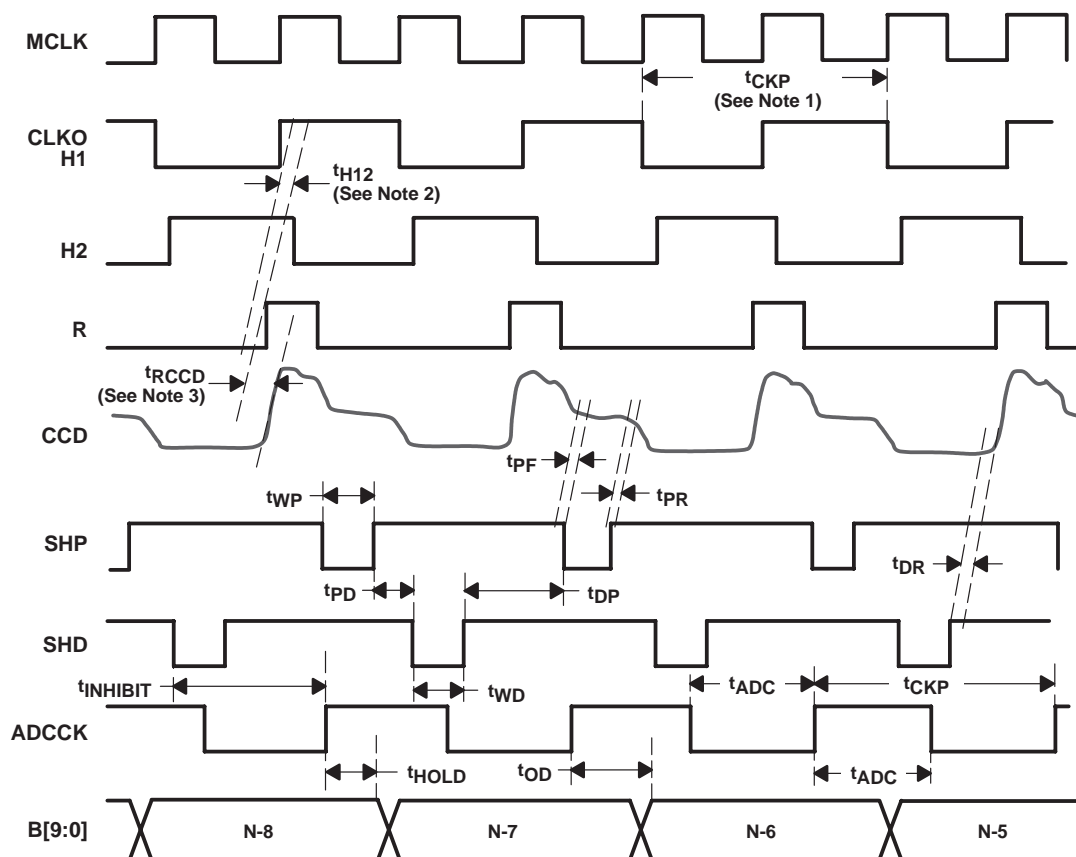 MCLK
tCKP
(See Note 1)
CLKO
H1
tH12
(See Note 2)
H2
R
tRCCD
(See Note 3)
CCD
tPF
tWP
tPR
SHP
tDR
tPD
tDP
SHD
tINHIBIT
tWD
tADC
tCKP
ADCCK
tHOLD
tOD
tADC
B[9:0]
N-8
N-7
N-6
N-5